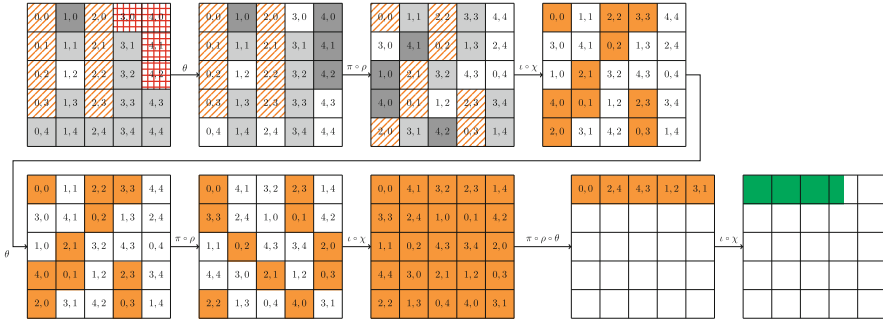 0,0 1,0 2,0 3,0 4,0 0,0 1,0 2,0 3,0 4,0 0,0 1,1 2,2 3,3 4,4 0,0 1,1 2,2 3,3 4,4
0,1 1,1 2,1 3,1 4,1 0,1 1,1 2,1 3,1 4,1 3,0 4,1 0,2 1,3 2,4 3,0 4,1 0,2 1,3 2,4
θ π∘ρ ι∘χ
0,2 1,2 2,2 3,2 4,2 0,2 1,2 2,2 3,2 4,2 1,0 2,1 3,2 4,3 0,4 1,0 2,1 3,2 4,3 0,4
0,3 1,3 2,3 3,3 4,3 0,3 1,3 2,3 3,3 4,3 4,0 0,1 1,2 2,3 3,4 4,0 0,1 1,2 2,3 3,4
0,4 1,4 2,4 3,4 4,4 0,4 1,4 2,4 3,4 4,4 2,0 3,1 4,2 0,3 1,4 2,0 3,1 4,2 0,3 1,4
0,0 1,1 2,2 3,3 4,4 0,0 4,1 3,2 2,3 1,4 0,0 4,1 3,2 2,3 1,4 0,0 2,4 4,3 1,2 3,1
3,0 4,1 0,2 1,3 2,4 3,3 2,4 1,0 0,1 4,2 3,3 2,4 1,0 0,1 4,2
θ π∘ρ ι∘χ π∘ρ∘θ ι∘χ
1,0 2,1 3,2 4,3 0,4 1,1 0,2 4,3 3,4 2,0 1,1 0,2 4,3 3,4 2,0
4,0 0,1 1,2 2,3 3,4 4,4 3,0 2,1 1,2 0,3 4,4 3,0 2,1 1,2 0,3
2,0 3,1 4,2 0,3 1,4 2,2 1,3 0,4 4,0 3,1 2,2 1,3 0,4 4,0 3,1